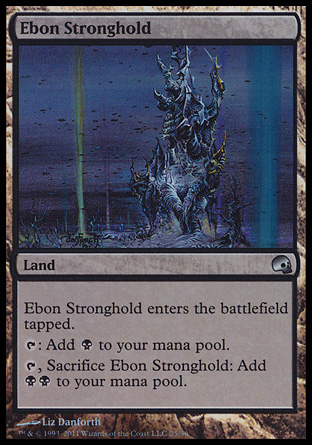 Ebon Stronghold
Land
Ebon Stronghold enters the battlefield
tapped.
: Add to your mana pool.
, Sacrifice Ebon Stronghold: Add
to your mana pool.
Liz Danforth
™ & © 1993-2011 Wizards of the Coast LLC